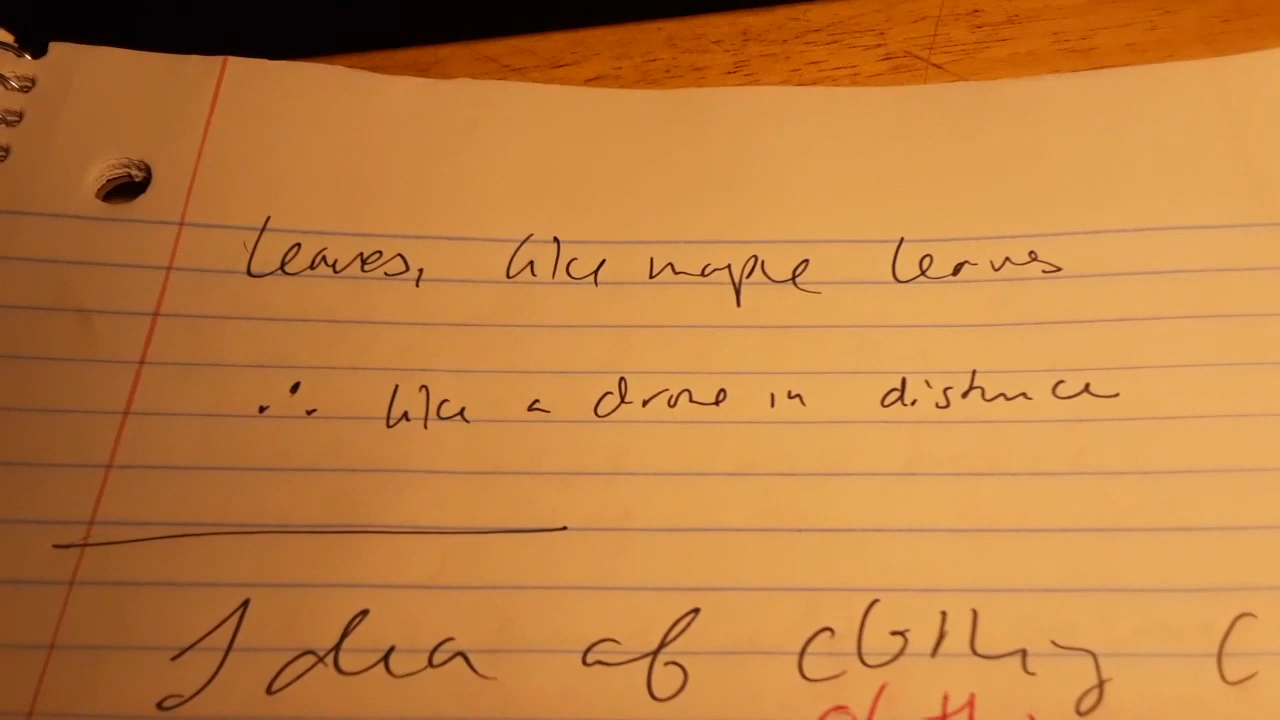 Leaves, like maple leaves
∴ like a drone in distance
Idea of clothing (